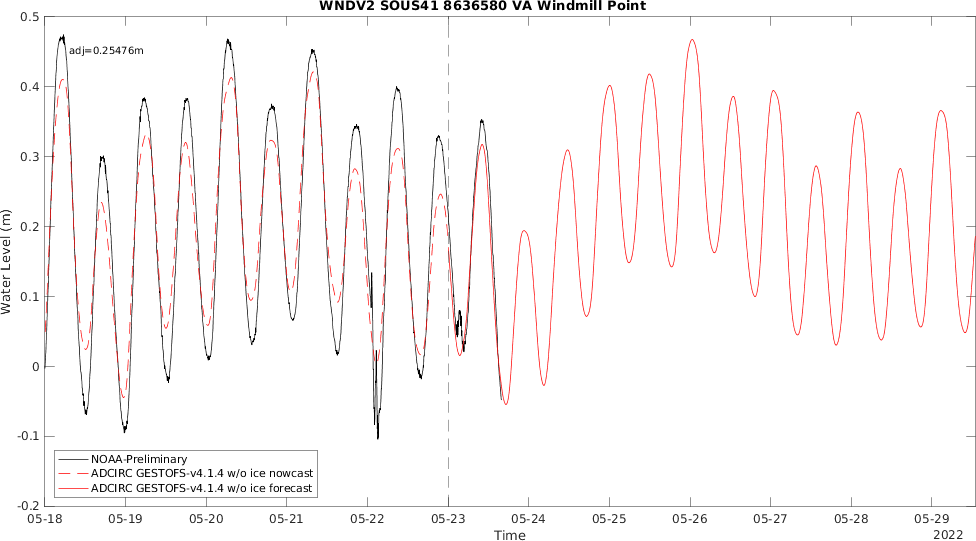 WNDV2 SOUS41 8636580 VA Windmill Point
adj=0.25476m
Water Level (m)
0.5
0.4
0.3
0.2
0.1
0
-0.1
-0.2
NOAA-Preliminary
ADCIRC GESTOFS-v4.1.4 w/o ice nowcast
ADCIRC GESTOFS-v4.1.4 w/o ice forecast
05-18 05-19 05-20 05-21 05-22 05-23 05-24 05-25 05-26 05-27 05-28 05-29
Time
2022